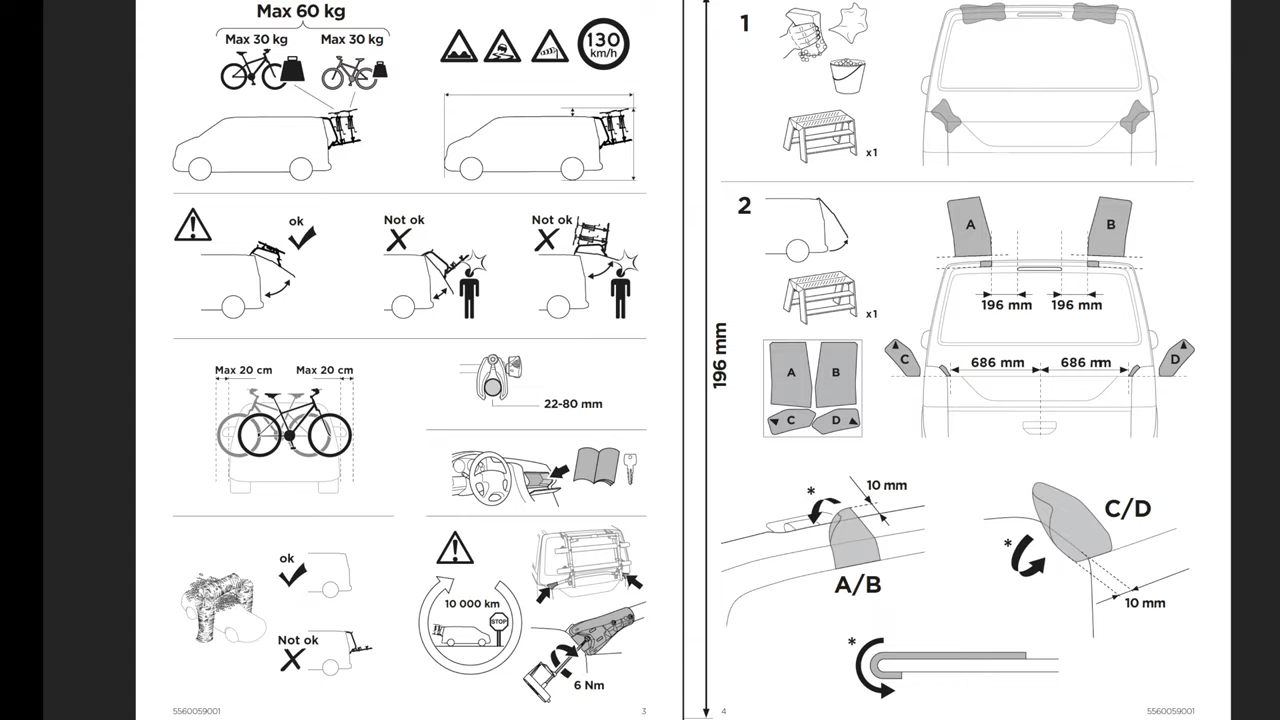 Max 60 kg
Max 30 kg
Max 30 kg
130
km/h
ok
Not ok
Not ok
Max 20 cm
Max 20 cm
22-80 mm
ok
Not ok
10 000 km
STOP
6 Nm
5560059001
3
196 mm
1
x1
2
x1
A
B
196 mm
196 mm
C
D
686 mm
686 mm
A
B
C
D
*
10 mm
A/B
*
C/D
10 mm
*
4
5560059001